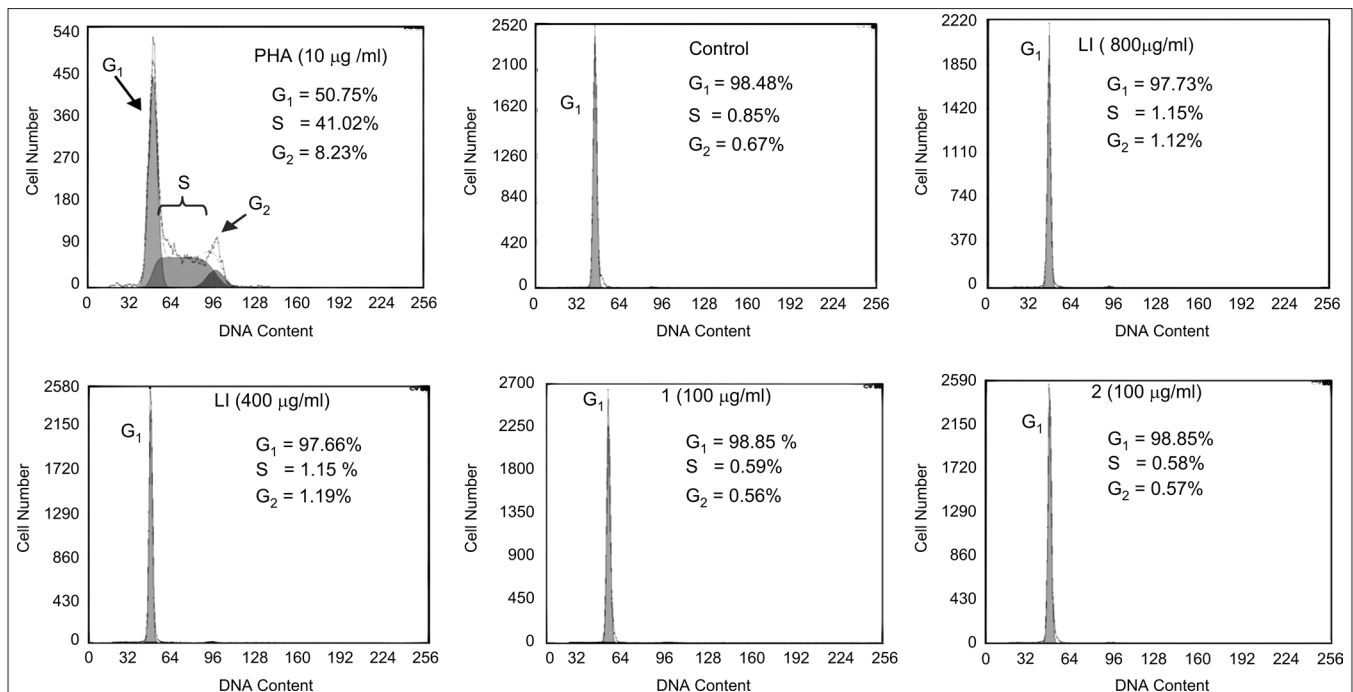 PHA (10 μg /ml)
G₁
G₁ = 50.75%
S = 41.02%
G₂ = 8.23%
S
G₂
540
450
360
270
180
90
0
Cell Number
0 32 64 96 128 160 192 224 256
DNA Content
Control
G₁
G₁ = 98.48%
S = 0.85%
G₂ = 0.67%
2520
2100
1620
1260
840
420
0
Cell Number
0 32 64 96 128 160 192 224 256
DNA Content
LI ( 800μg/ml)
G₁
G₁ = 97.73%
S = 1.15%
G₂ = 1.12%
2220
1850
1420
1110
740
370
0
Cell Number
0 32 64 96 128 160 192 224 256
DNA Content
LI (400 μg/ml)
G₁
G₁ = 97.66%
S = 1.15 %
G₂ = 1.19%
2580
2150
1720
1290
860
430
0
Cell Number
0 32 64 96 128 160 192 224 256
DNA Content
1 (100 μg/ml)
G₁
G₁ = 98.85 %
S = 0.59%
G₂ = 0.56%
2700
2250
1800
1350
900
450
0
Cell Number
0 32 64 96 128 160 192 224 256
DNA Content
2 (100 μg/ml)
G₁
G₁ = 98.85%
S = 0.58%
G₂ = 0.57%
2590
2150
1720
1290
860
430
0
Cell Number
0 32 64 96 128 160 192 224 256
DNA Content